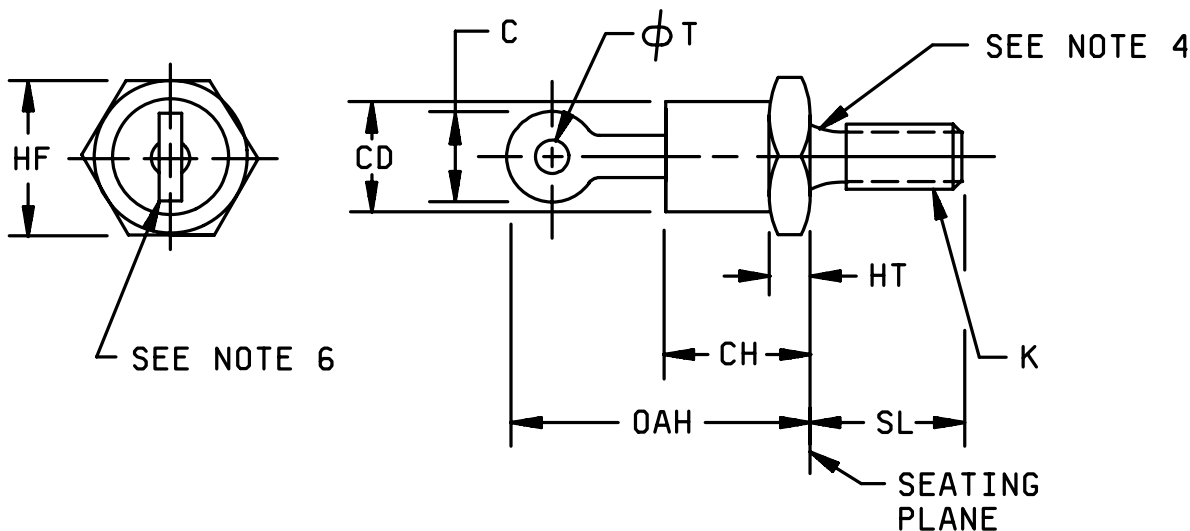 C
ϕT
SEE NOTE 4
HF
CD
HT
SEE NOTE 6
CH
K
OAH
SL
SEATING
PLANE